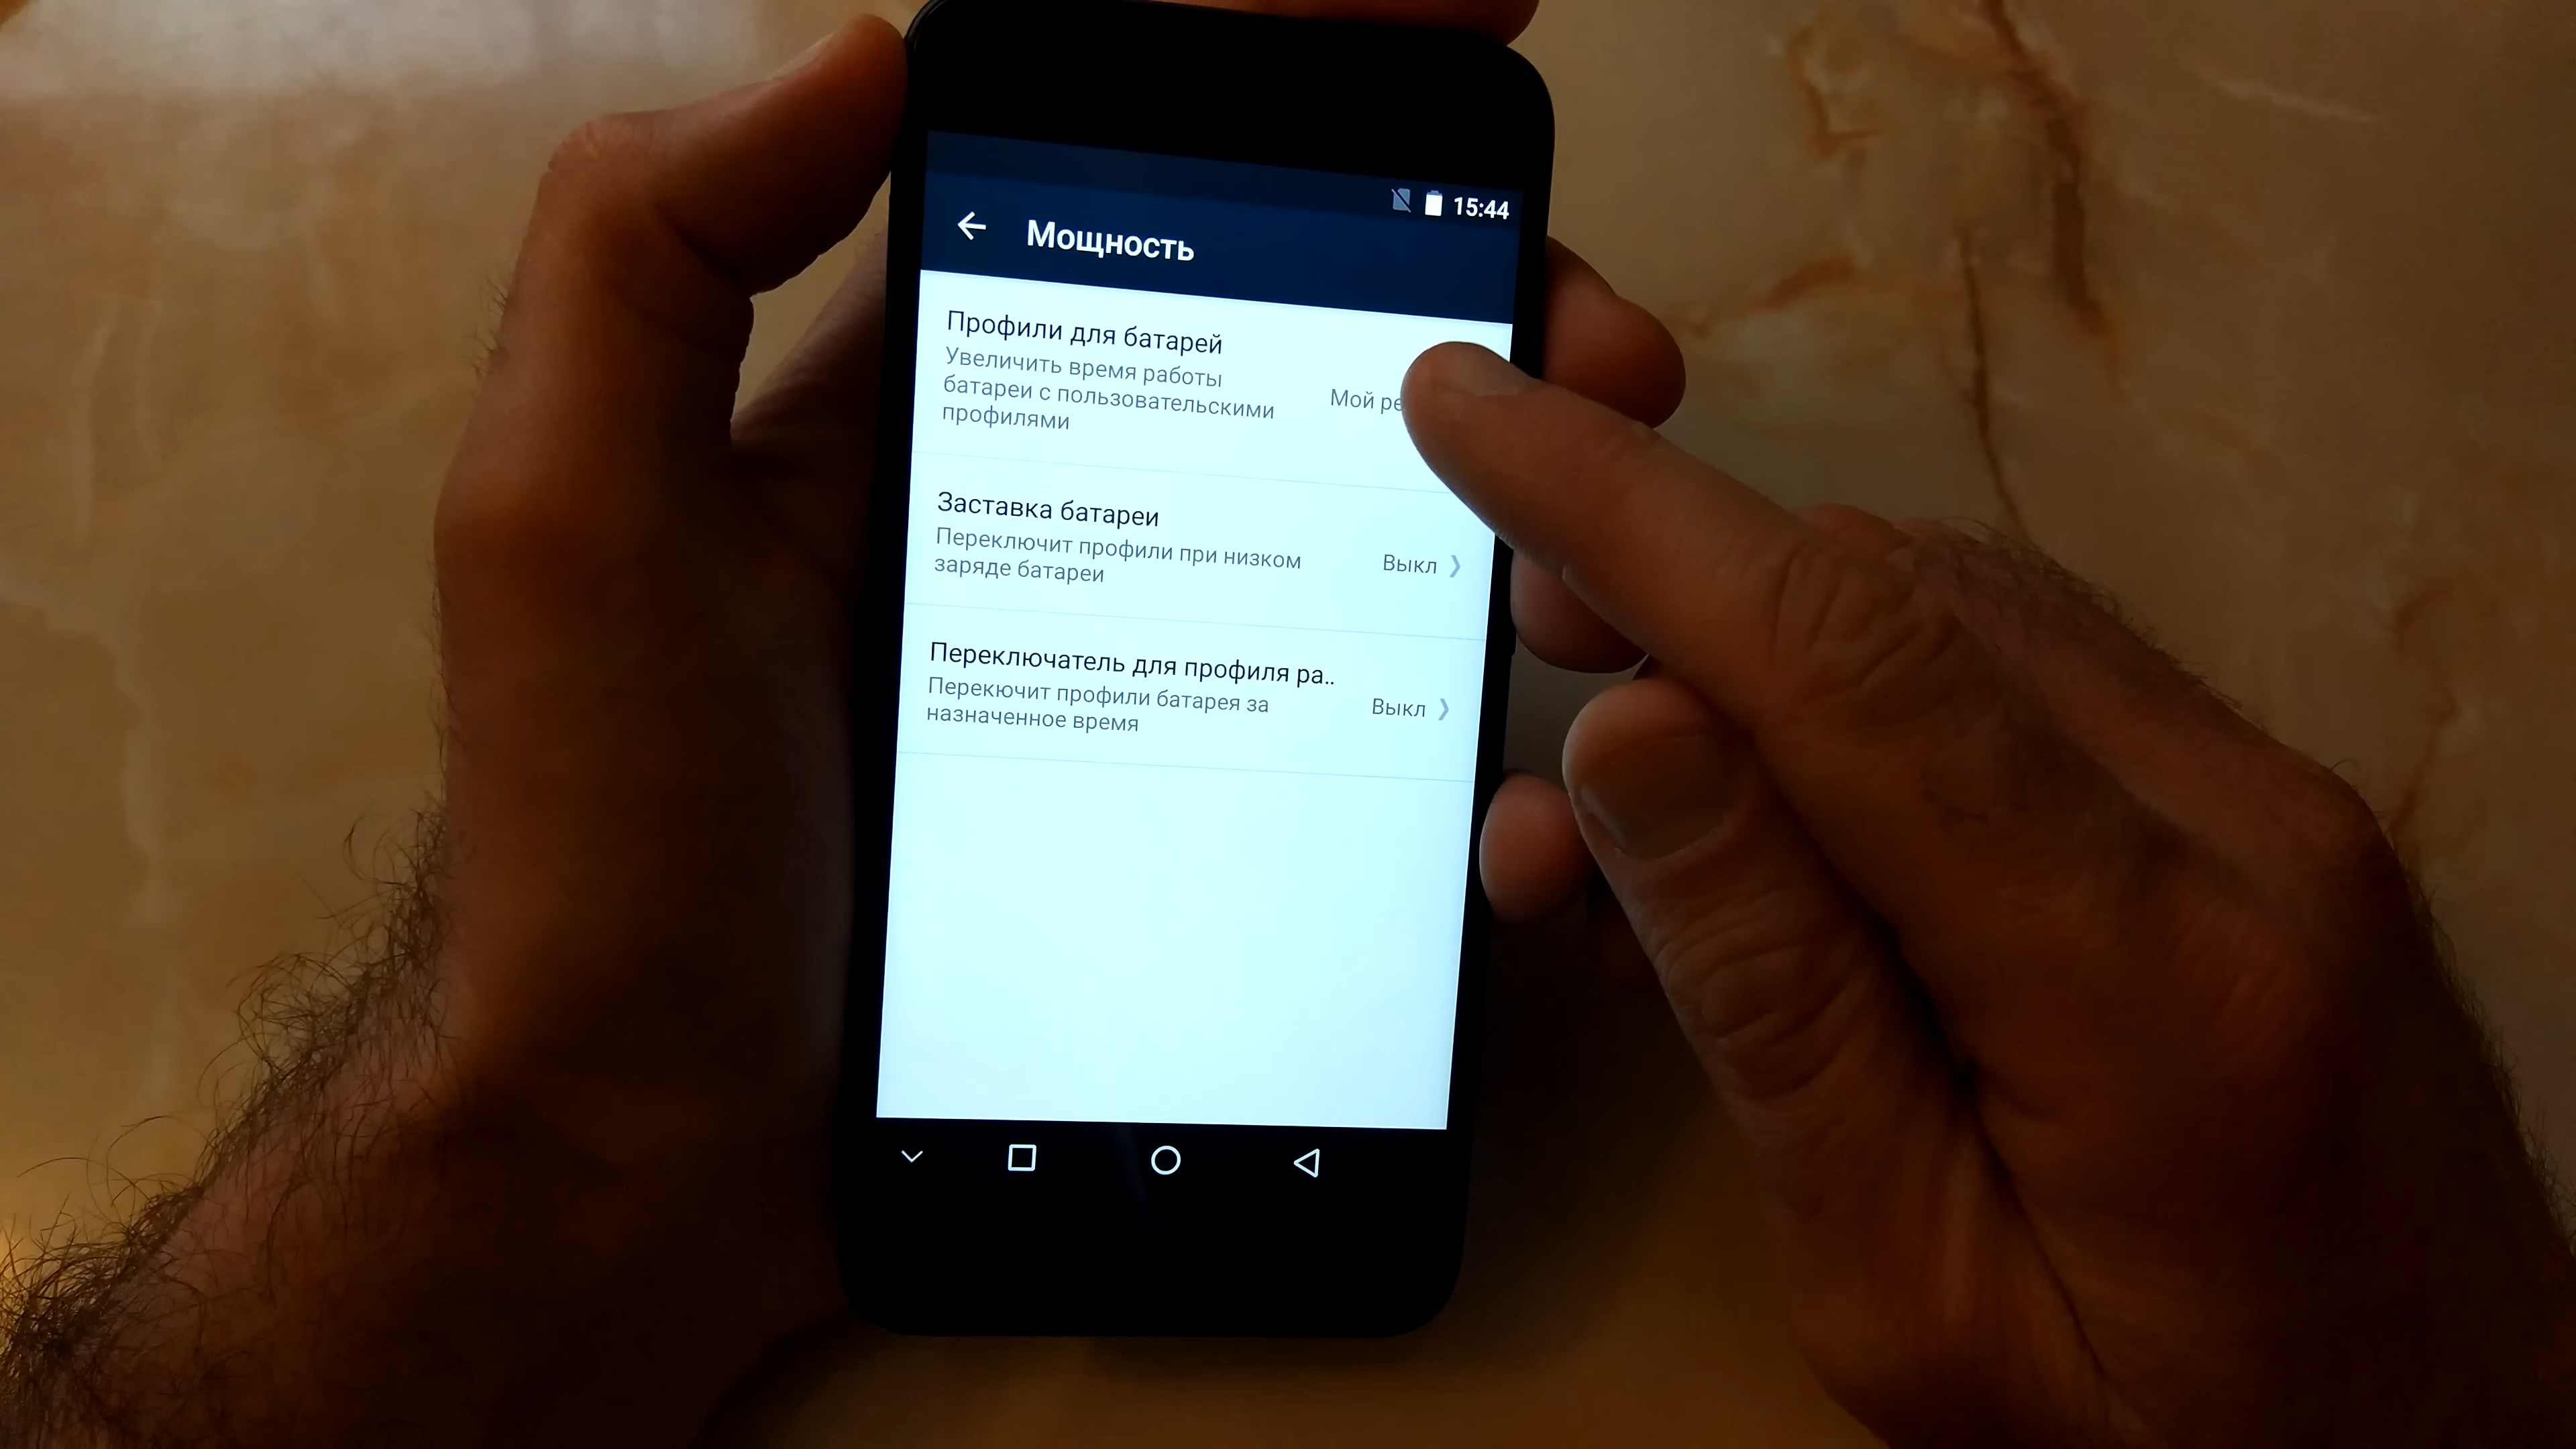 15:44
Мощность
Профили для батарей
Увеличить время работы
батареи с пользовательскими
профилями
Мой
Заставка батареи
Переключит профили при низком
заряде батареи
Выкл
Переключатель для профиля ра..
Перекючит профили батарея за
назначенное время
Выкл